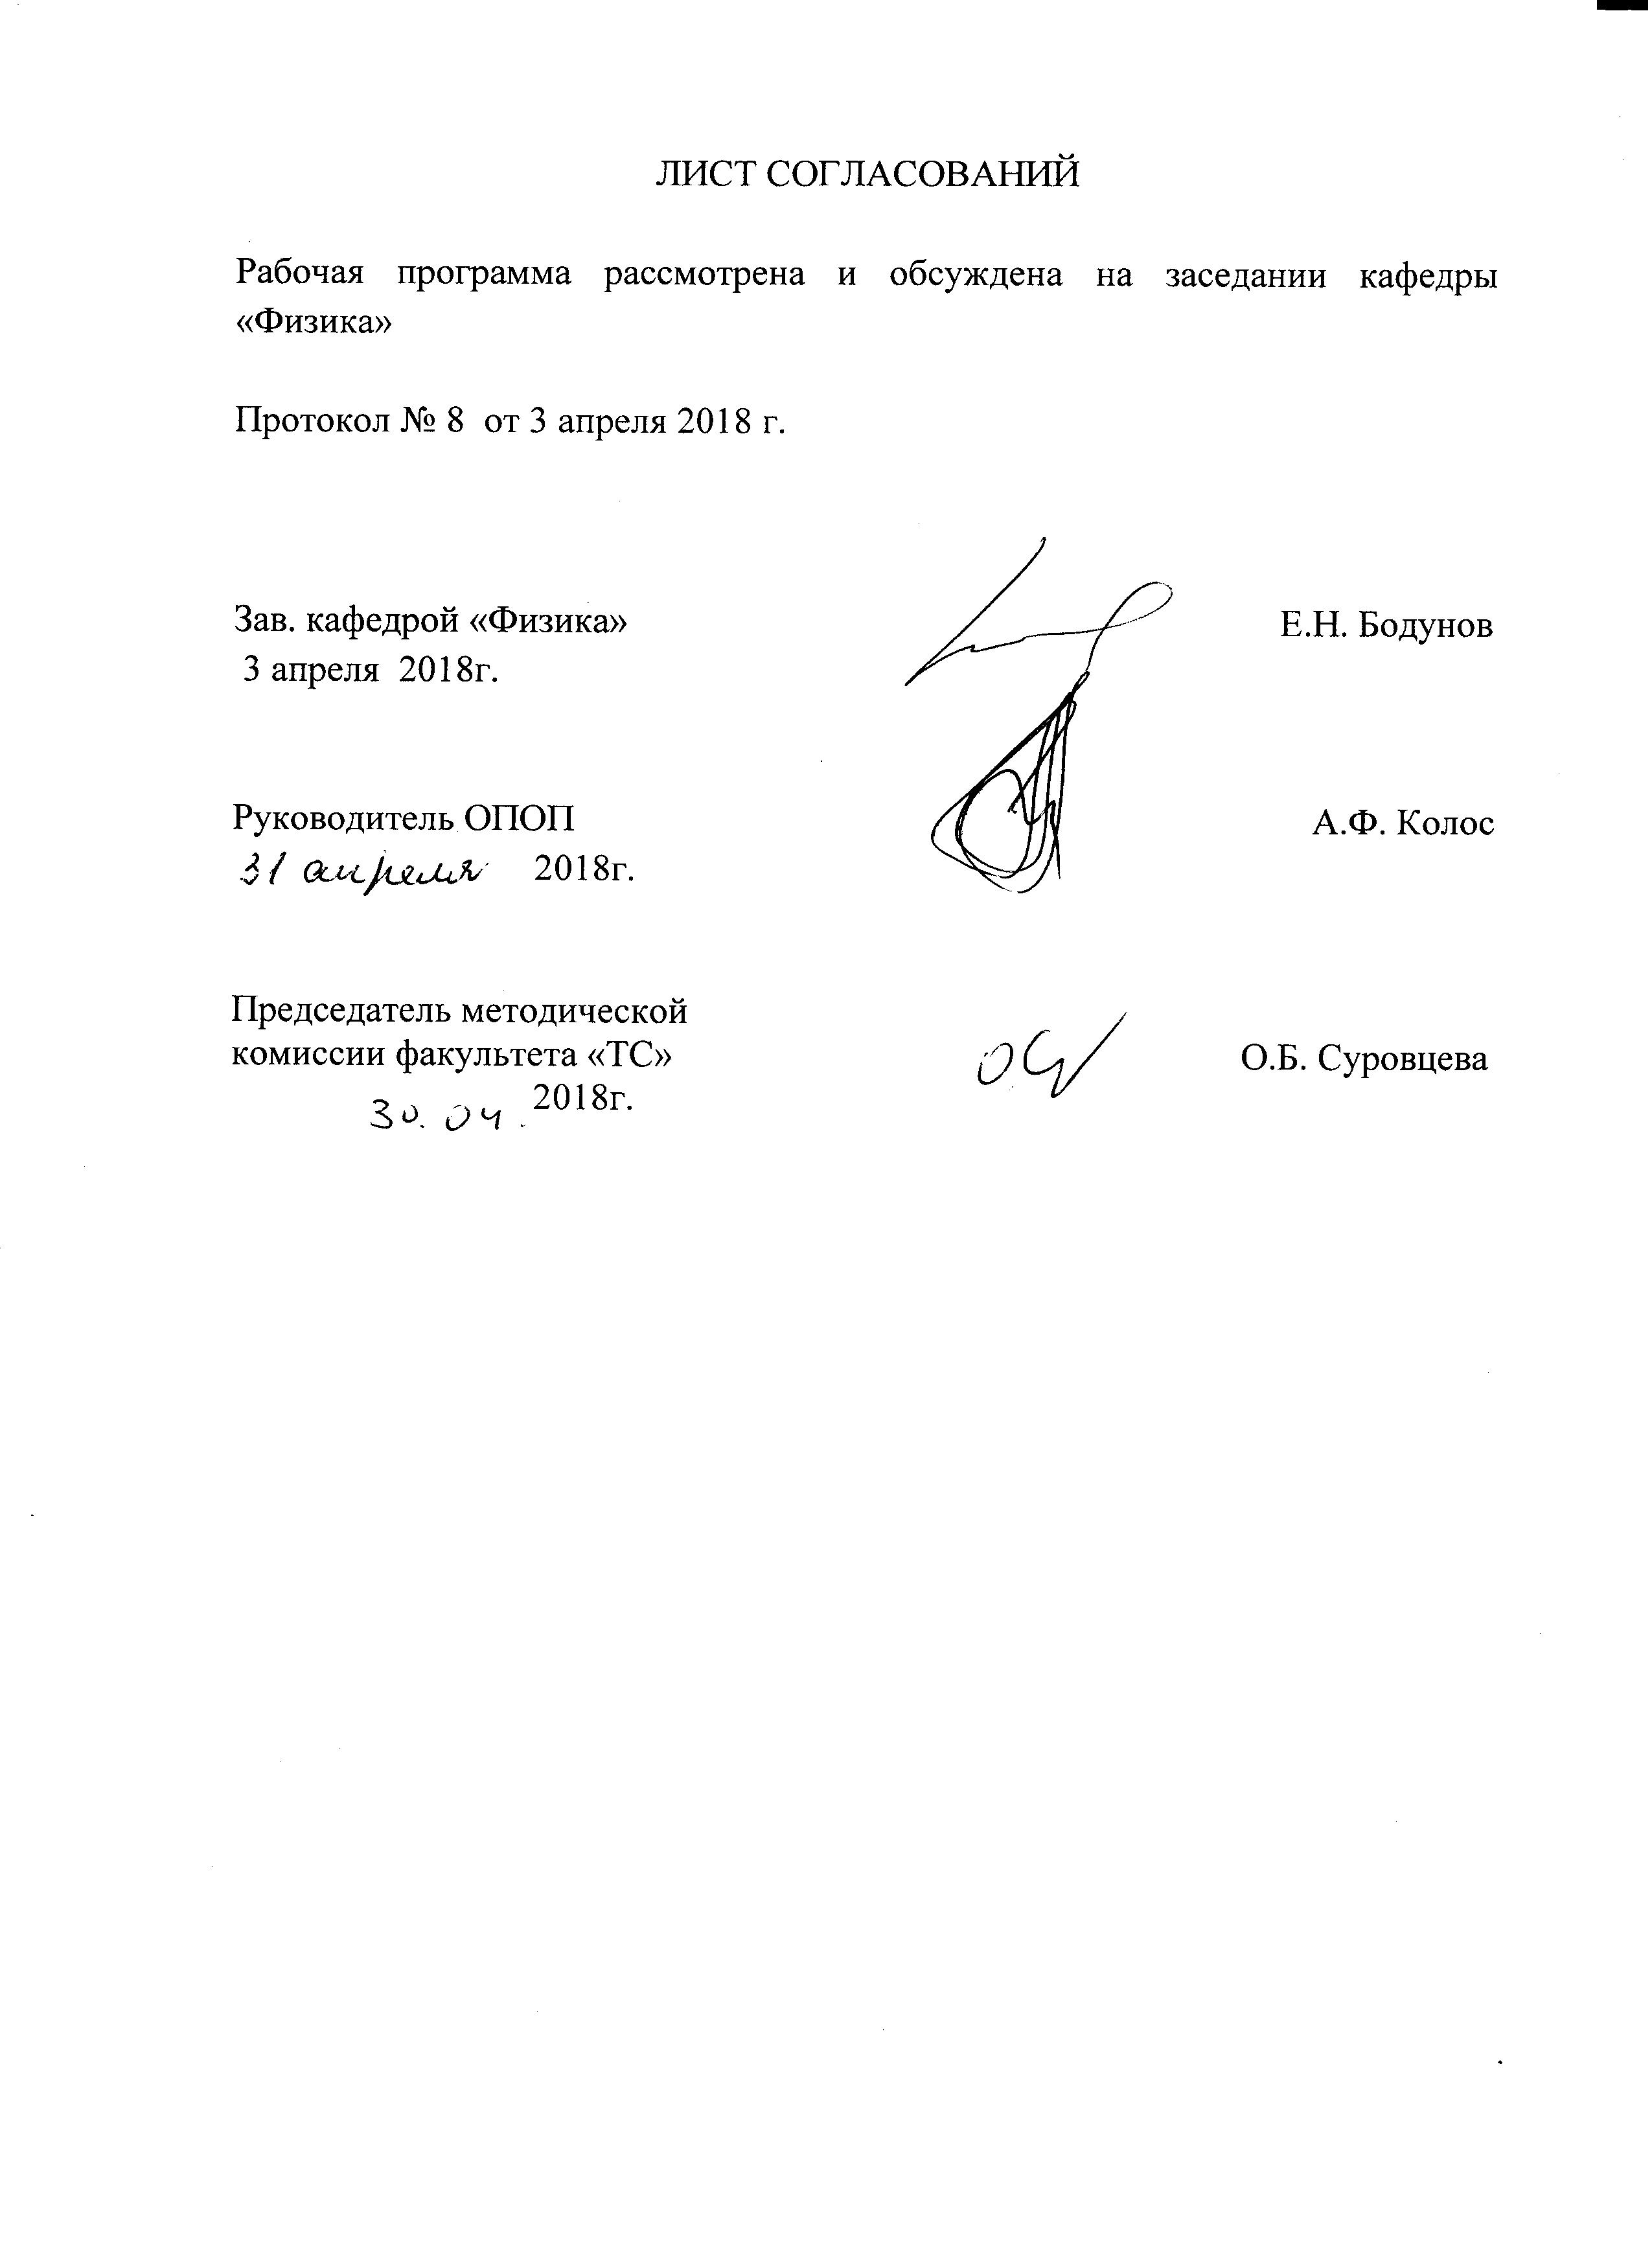 ЛИСТ СОГЛАСОВАНИЙ
Рабочая программа рассмотрена и обсуждена на заседании кафедры
«Физика»
Протокол № 8 от 3 апреля 2018 г.
Зав. кафедрой «Физика» Е.Н. Бодунов
3 апреля 2018г.
Руководитель ОПОП А.Ф. Колос
31 апреля 2018г.
Председатель методической
комиссии факультета «ТС» О.Б. Суровцева
30. 04. 2018г.